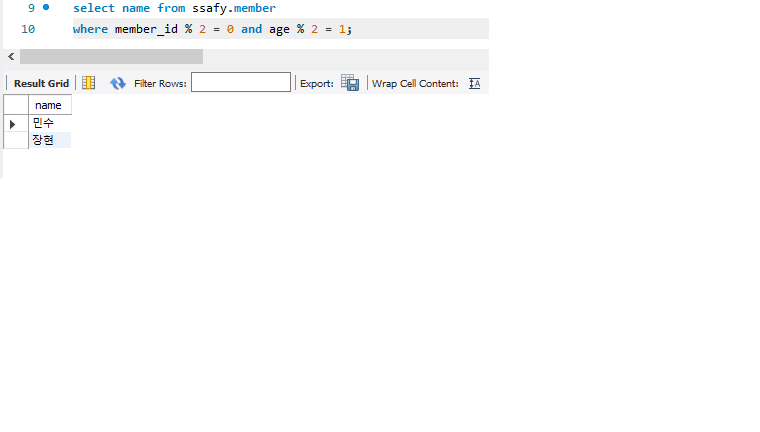 9 select name from ssafy.member
10 where member_id % 2 = 0 and age % 2 = 1;
Result Grid Filter Rows: Export: Wrap Cell Content: IA
name
민수
장현